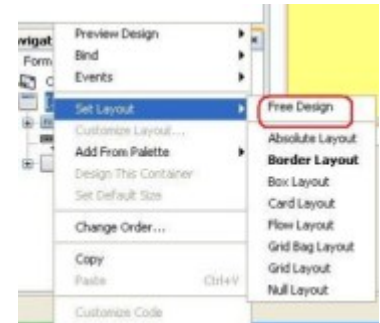 Preview Design
Bind
Events
Set Layout
Customize Layout...
Add From Palette
Design This Container
Set Default Size
Change Order...
Copy
Paste Ctrl+V
Customize Code
Free Design
Absolute Layout
Border Layout
Box Layout
Card Layout
Flow Layout
Grid Bag Layout
Grid Layout
Null Layout
vigat
Form